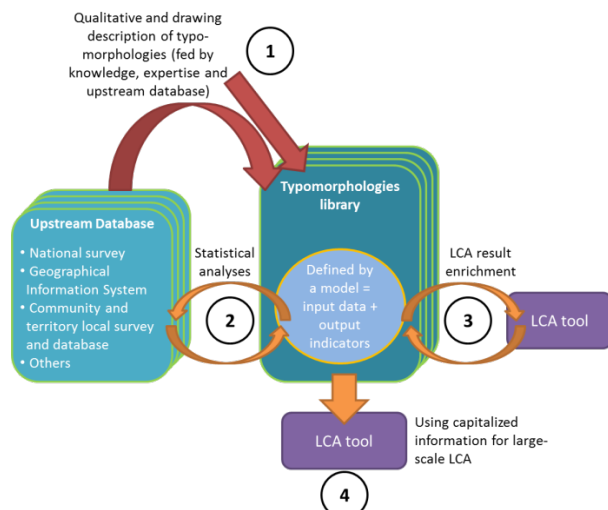 Qualitative and drawing
description of typo-
morphologies (fed by
knowledge, expertise and
upstream database)
1
Typomorphologies
library
Upstream Database
• National survey
• Geographical
Information System
• Community and
territory local survey
and database
• Others
Statistical
analyses
2
Defined by
a model =
input data +
output
indicators
LCA result
enrichment
3
LCA tool
LCA tool
Using capitalized
information for large-
scale LCA
4